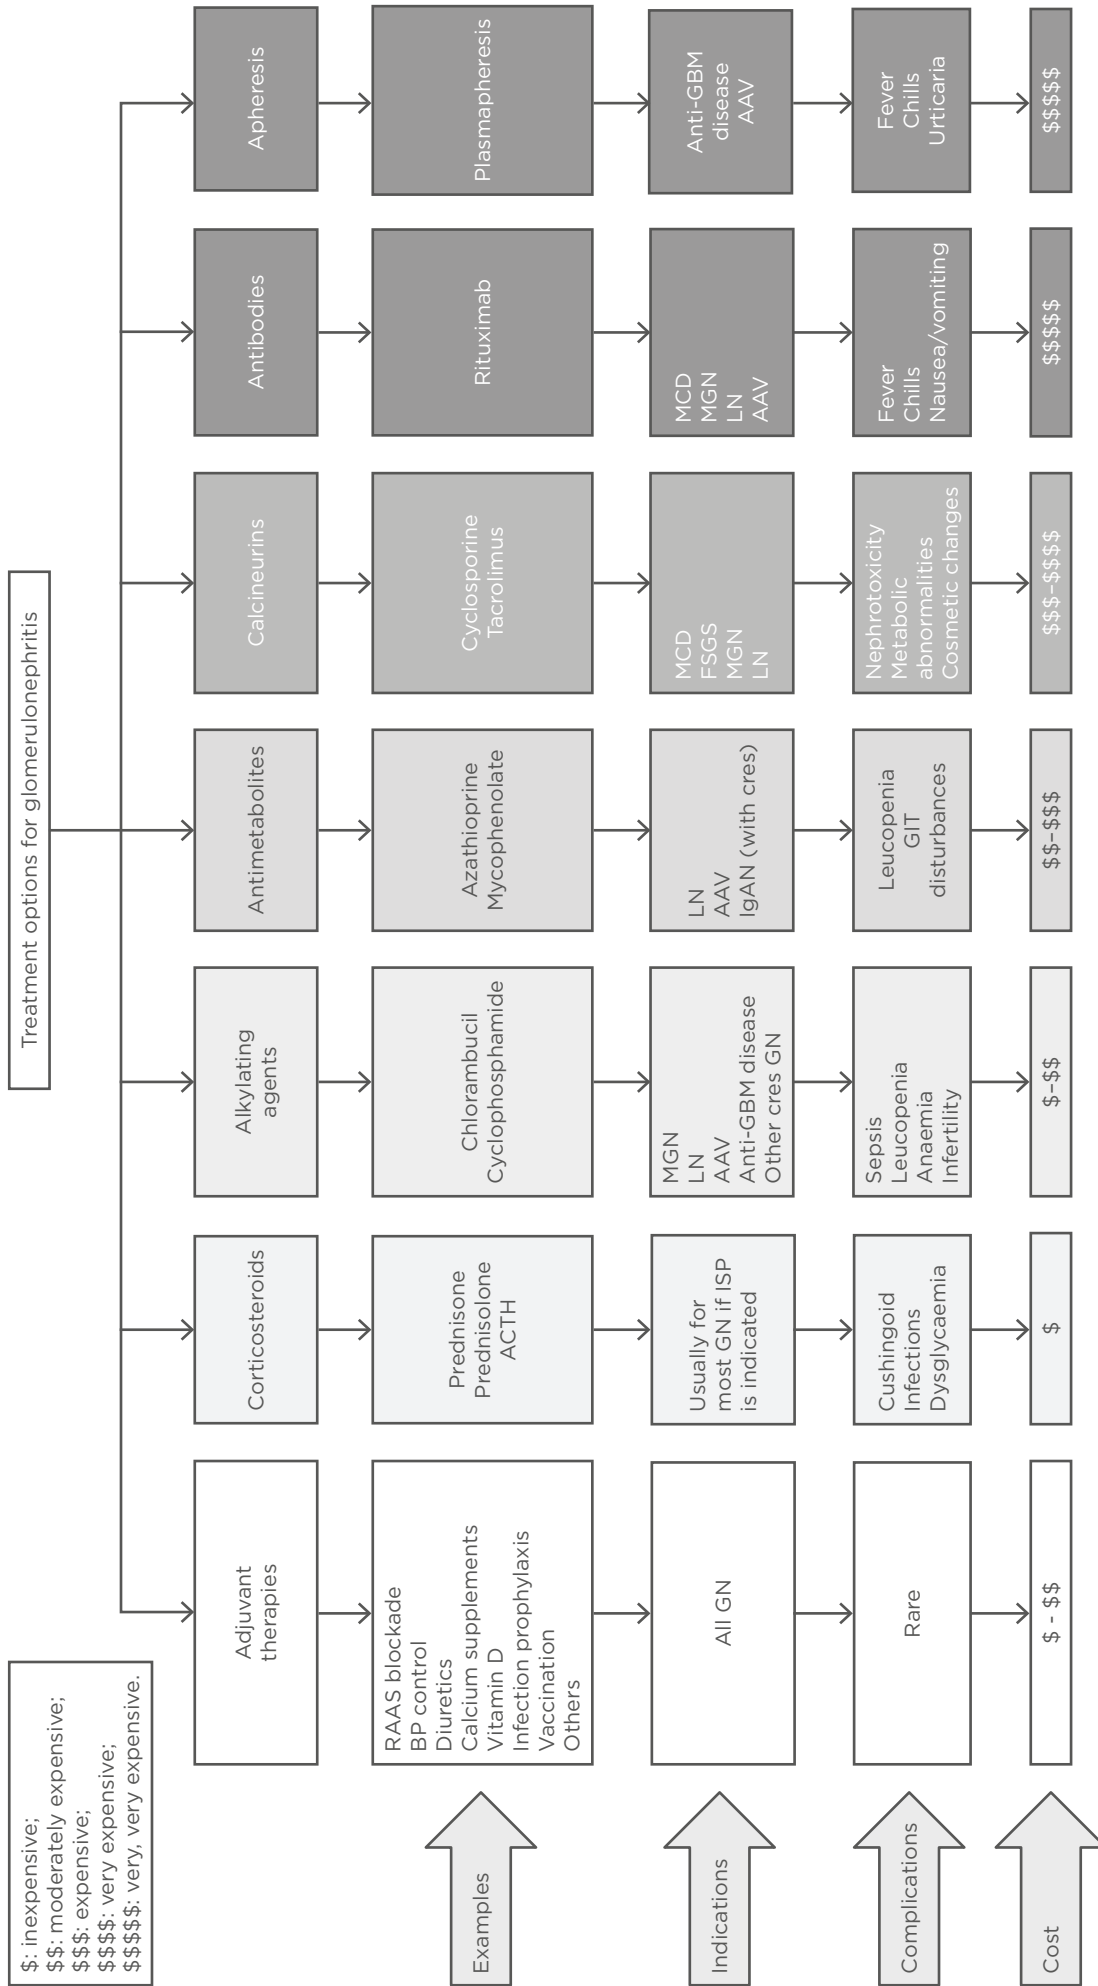 Treatment options for glomerulonephritis
$: inexpensive;
$$: moderately expensive;
$$$: expensive;
$$$$: very expensive;
$$$$$: very, very expensive.
Adjuvant
therapies
Corticosteroids
Alkylating
agents
Antimetabolites
Calcineurins
Antibodies
Apheresis
Examples
RAAS blockade
BP control
Diuretics
Calcium supplements
Vitamin D
Infection prophylaxis
Vaccination
Others
Prednisone
Prednisolone
ACTH
Chlorambucil
Cyclophosphamide
Azathioprine
Mycophenolate
Cyclosporine
Tacrolimus
Rituximab
Plasmapheresis
Indications
All GN
Usually for
most GN if ISP
is indicated
MGN
LN
AAV
Anti-GBM disease
Other cres GN
LN
AAV
IgAN (with cres)
MCD
FSGS
MGN
LN
MCD
MGN
LN
AAV
Anti-GBM
disease
AAV
Complications
Rare
Cushingoid
Infections
Dysglycaemia
Sepsis
Leucopenia
Anaemia
Infertility
Leucopenia
GIT
disturbances
Nephrotoxicity
Metabolic
abnormalities
Cosmetic changes
Fever
Chills
Nausea/vomiting
Fever
Chills
Urticaria
Cost
$ - $$
$
$-$$
$$-$$$
$$$-$$$$
$$$$$
$$$$$